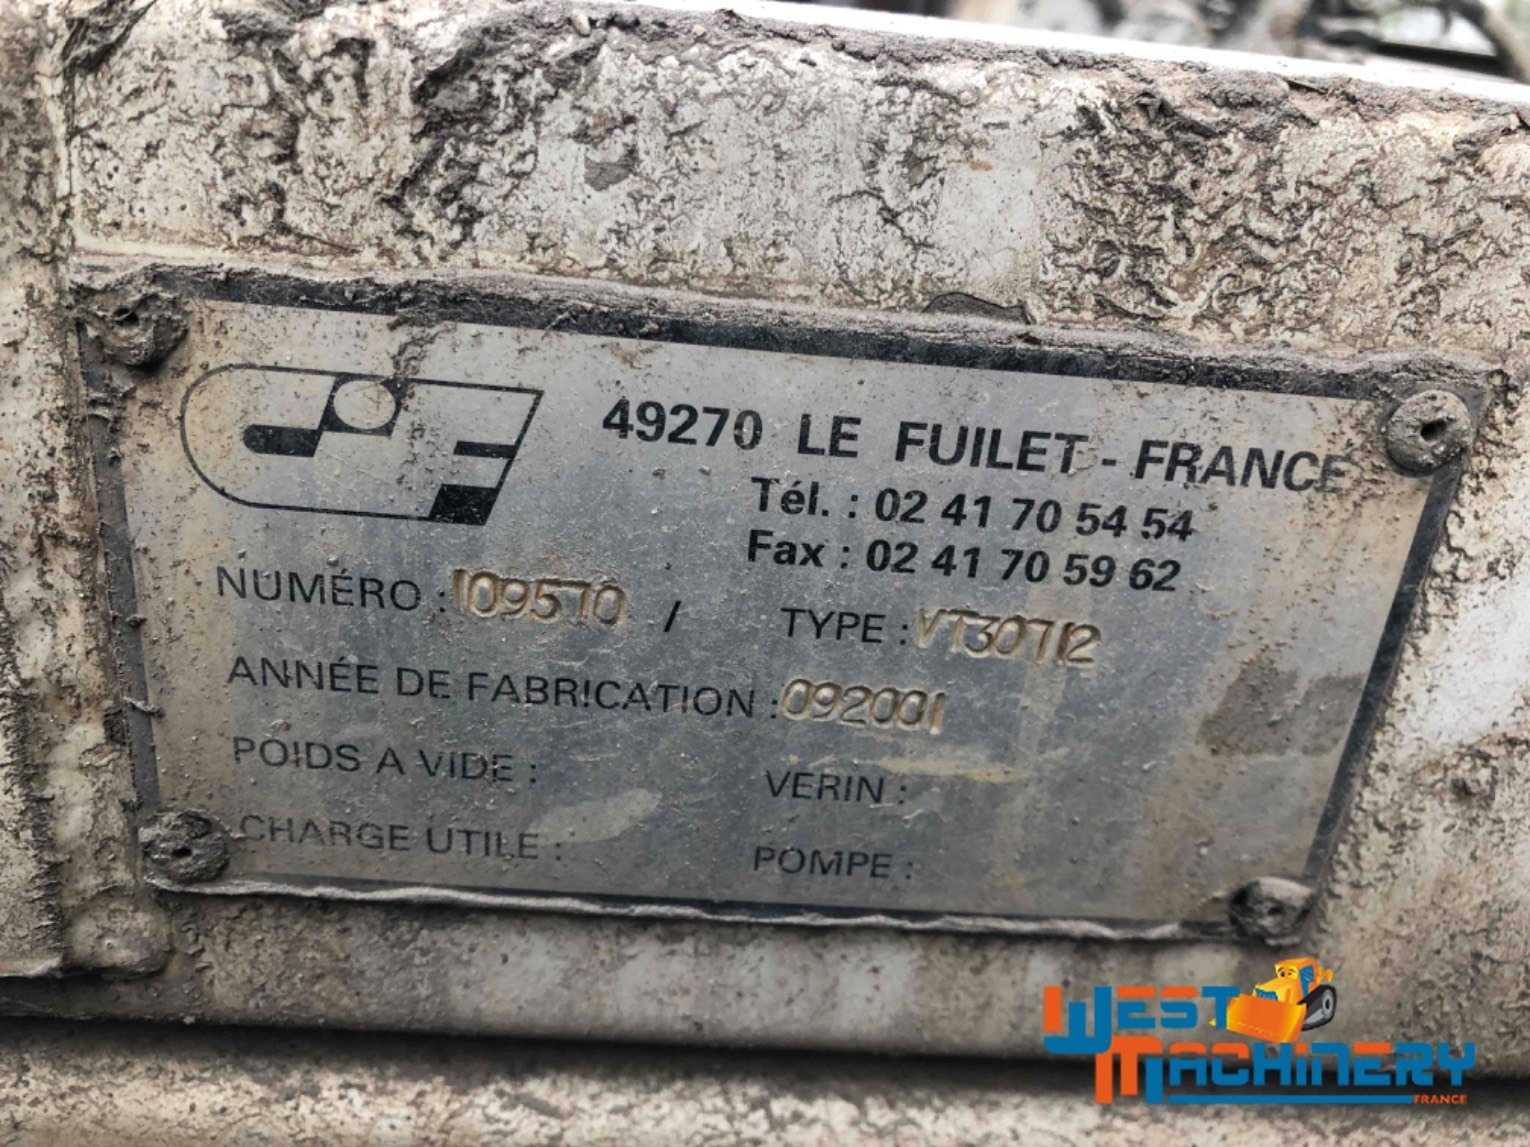 CIF
49270 LE FUILET - FRANCE
Tél. : 02 41 70 54 54
Fax : 02 41 70 59 62
NUMÉRO : 109570 / TYPE : VT30712
ANNÉE DE FABRICATION : 092001
POIDS A VIDE : VERIN :
CHARGE UTILE : POMPE :
WEST
MACHINERY
FRANCE